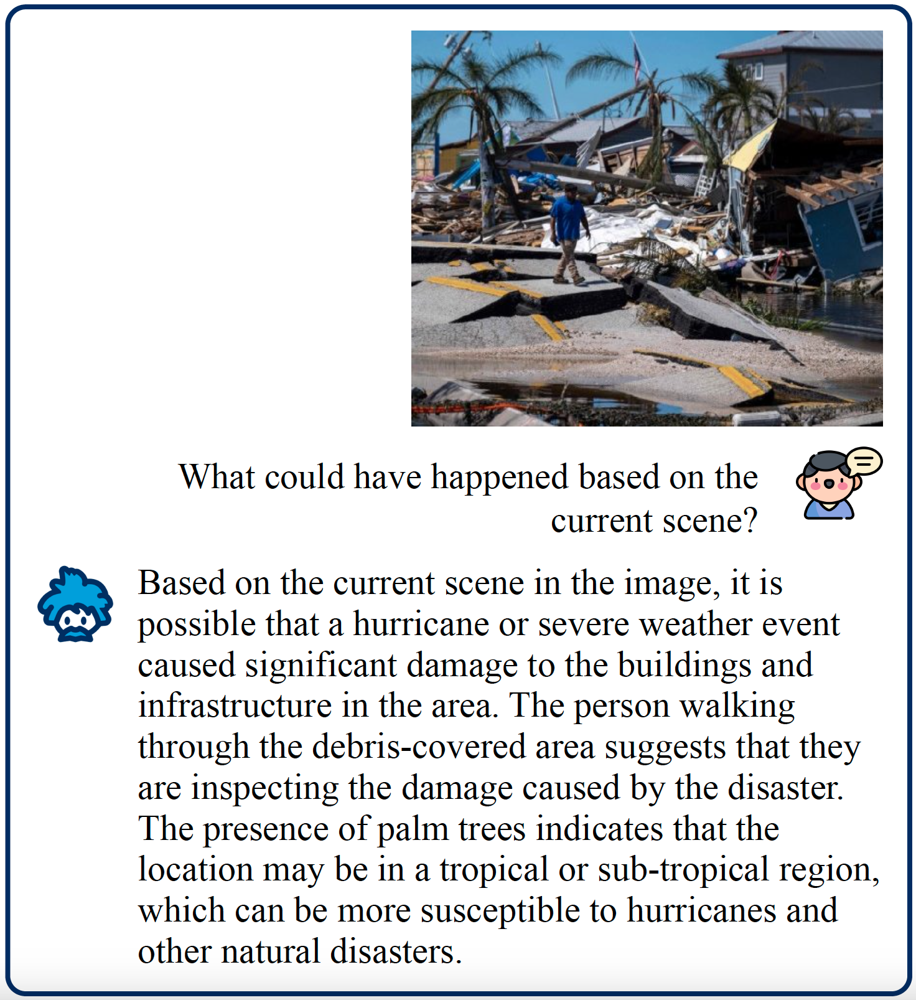 What could have happened based on the
current scene?
Based on the current scene in the image, it is
possible that a hurricane or severe weather event
caused significant damage to the buildings and
infrastructure in the area. The person walking
through the debris-covered area suggests that they
are inspecting the damage caused by the disaster.
The presence of palm trees indicates that the
location may be in a tropical or sub-tropical region,
which can be more susceptible to hurricanes and
other natural disasters.